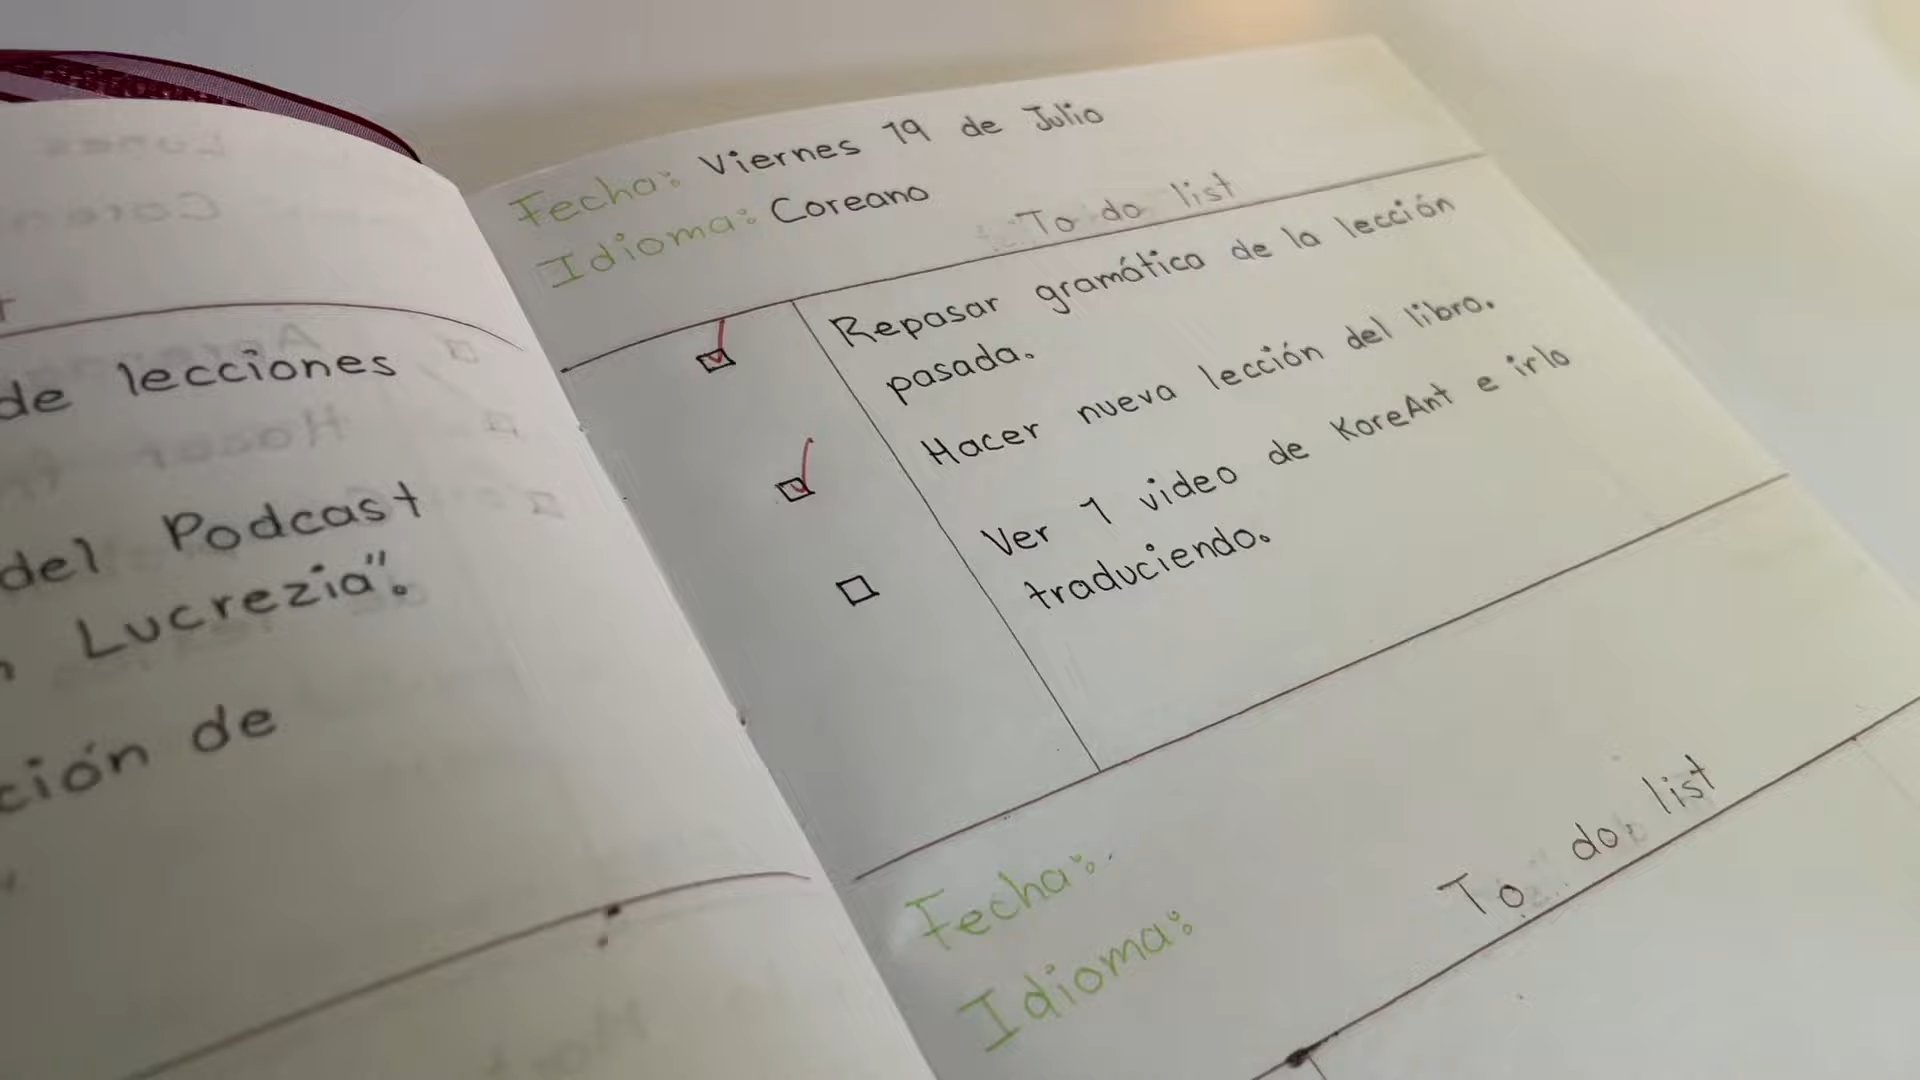 de lecciones
del Podcast
Lucrezia".
ción de
Fecha: Viernes 19 de Julio
Idioma: Coreano
To do list
Repasar gramática de la lección
pasada.
Hacer nueva lección del libro.
Ver 1 video de KoreAnt e irlo
traduciendo.
Fecha:
Idioma:
To do list